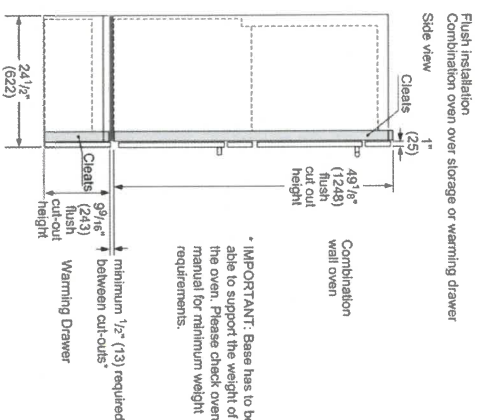 Flush installation
Combination oven over storage or warming drawer
Side view
Cleats
1"
(25)
49 1/8"
(1248)
flush
cut out
height
Combination
wall oven
* IMPORTANT: Base has to be
able to support the weight of
the oven. Please check oven
manual for minimum weight
requirements.
minimum 1/2" (13) required
between cut-outs*
Cleats
9 9/16"
(243)
flush
cut-out
height
Warming Drawer
24 1/2"
(622)